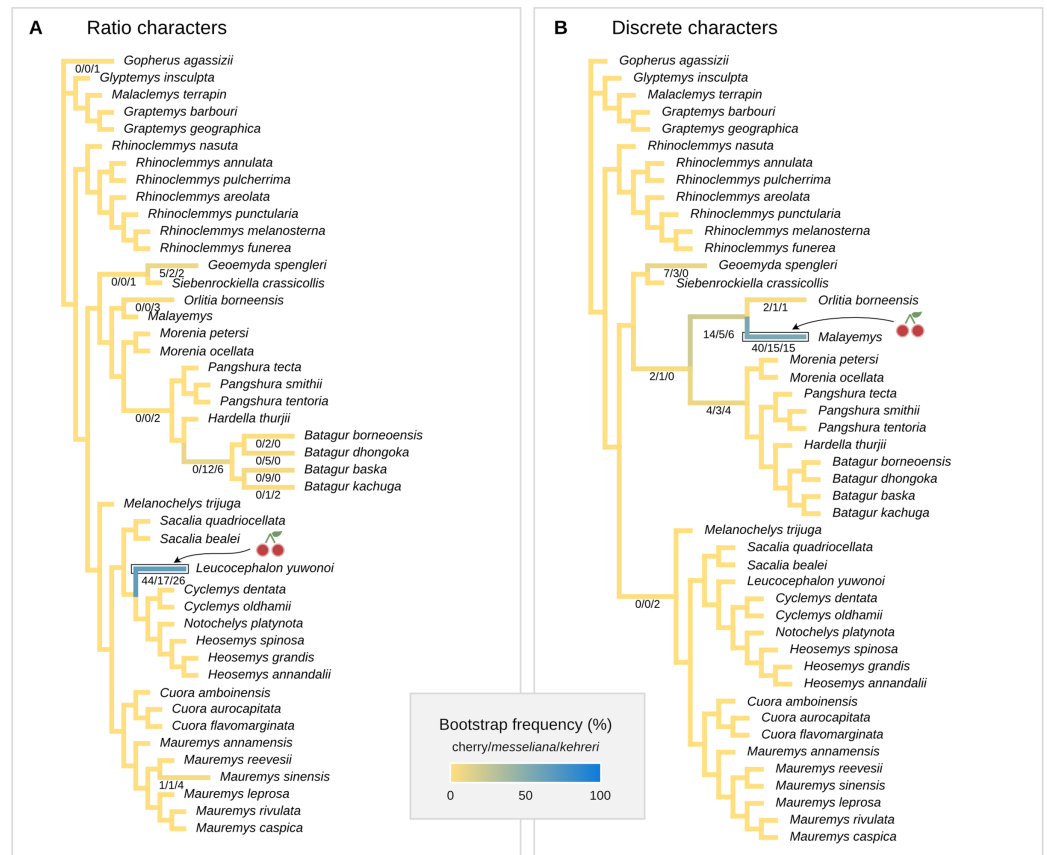 A Ratio characters
Gopherus agassizii
0/0/1
Glyptemys insculpta
Malaclemys terrapin
Graptemys barbouri
Graptemys geographica
Rhinoclemmys nasuta
Rhinoclemmys annulata
Rhinoclemmys pulcherrima
Rhinoclemmys areolata
Rhinoclemmys punctularia
Rhinoclemmys melanosterna
Rhinoclemmys funerea
Geoemyda spengleri
5/2/2
0/0/1
Siebenrockiella crassicollis
Orlitia borneensis
0/0/3
Malayemys
Morenia petersi
Morenia ocellata
Pangshura tecta
Pangshura smithii
Pangshura tentoria
0/0/2
Hardella thurjii
Batagur borneoensis
0/2/0
Batagur dhongoka
0/12/6
0/5/0
Batagur baska
0/9/0
Batagur kachuga
0/1/2
Melanochelys trijuga
Sacalia quadriocellata
Sacalia bealei
Leucocephalon yuwonoi
44/17/26
Cyclemys dentata
Cyclemys oldhamii
Notochelys platynota
Heosemys spinosa
Heosemys grandis
Heosemys annandalii
Cuora amboinensis
Cuora aurocapitata
Cuora flavomarginata
Mauremys annamensis
Mauremys reevesii
Mauremys sinensis
1/1/4
Mauremys leprosa
Mauremys rivulata
Mauremys caspica
B Discrete characters
Gopherus agassizii
Glyptemys insculpta
Malaclemys terrapin
Graptemys barbouri
Graptemys geographica
Rhinoclemmys nasuta
Rhinoclemmys annulata
Rhinoclemmys pulcherrima
Rhinoclemmys areolata
Rhinoclemmys punctularia
Rhinoclemmys melanosterna
Rhinoclemmys funerea
Geoemyda spengleri
7/3/0
Siebenrockiella crassicollis
Orlitia borneensis
2/1/1
14/5/6
Malayemys
40/15/15
Morenia petersi
2/1/0
Morenia ocellata
Pangshura tecta
4/3/4
Pangshura smithii
Pangshura tentoria
Hardella thurjii
Batagur borneoensis
Batagur dhongoka
Batagur baska
Batagur kachuga
Melanochelys trijuga
Sacalia quadriocellata
Sacalia bealei
Leucocephalon yuwonoi
0/0/2
Cyclemys dentata
Cyclemys oldhamii
Notochelys platynota
Heosemys spinosa
Heosemys grandis
Heosemys annandalii
Cuora amboinensis
Cuora aurocapitata
Cuora flavomarginata
Mauremys annamensis
Mauremys reevesii
Mauremys sinensis
Mauremys leprosa
Mauremys rivulata
Mauremys caspica
Bootstrap frequency (%)
cherry/messeliana/kehreri
0 50 100